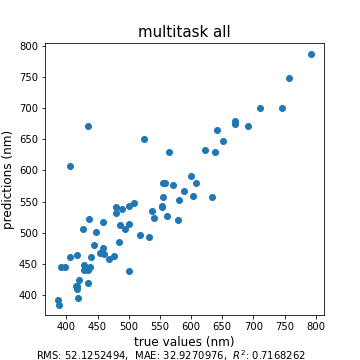 multitask all
predictions (nm)
800
750
700
650
600
550
500
450
400
400 450 500 550 600 650 700 750 800
true values (nm)
RMS: 52.1252494, MAE: 32.9270976, R²: 0.7168262